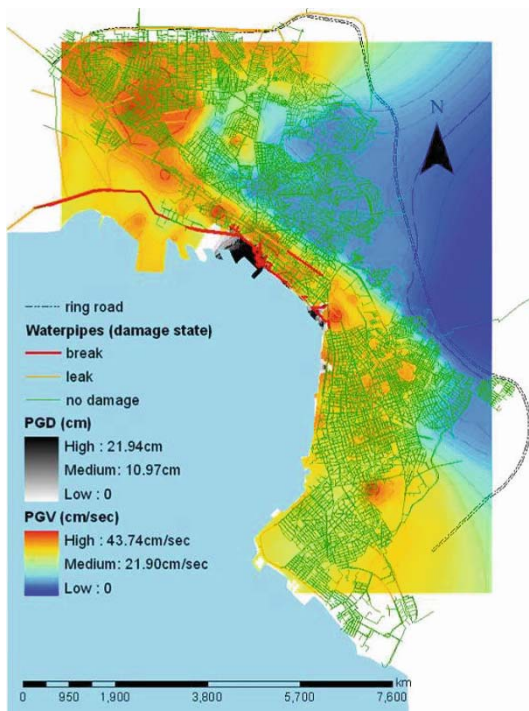 N
ring road
Waterpipes (damage state)
break
leak
no damage
PGD (cm)
High : 21.94cm
Medium: 10.97cm
Low : 0
PGV (cm/sec)
High : 43.74cm/sec
Medium: 21.90cm/sec
Low : 0
km
0 950 1,900 3,800 5,700 7,600